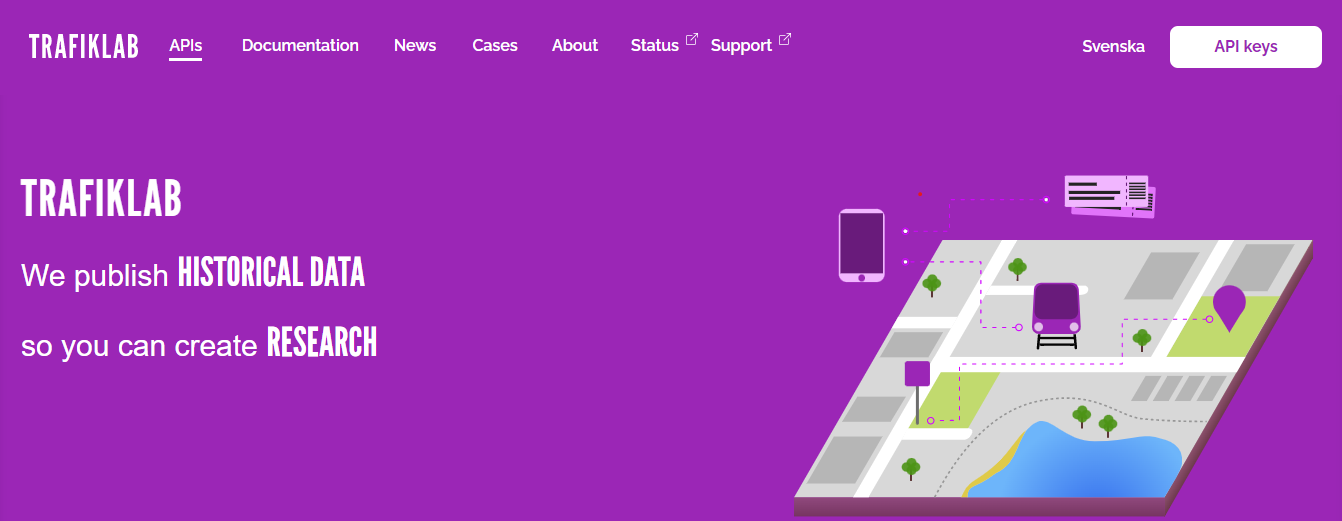 TRAFIKLAB APIs Documentation News Cases About Status Support Svenska API keys
TRAFIKLAB
We publish HISTORICAL DATA
so you can create RESEARCH